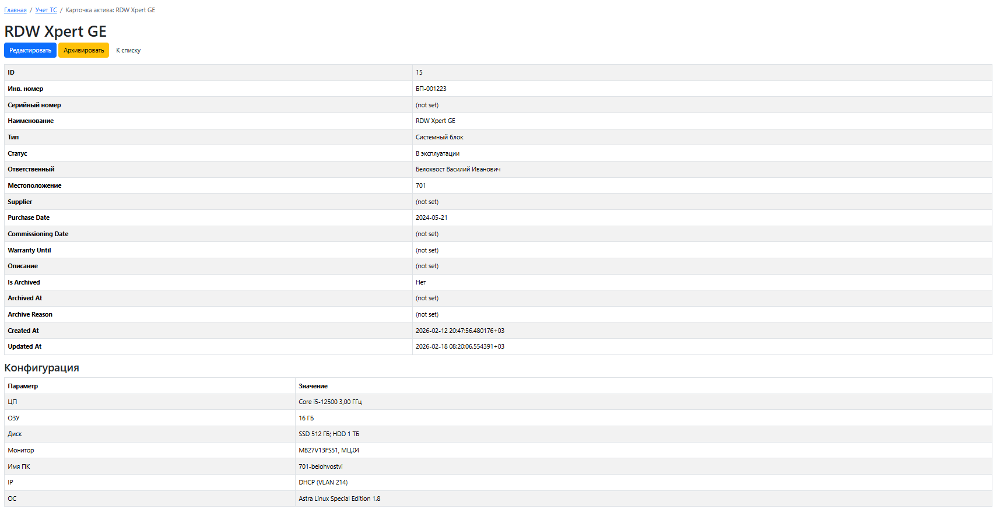 Главная / Учет ТС / Карточка актива: RDW Xpert GE
RDW Xpert GE
Редактировать Архивировать К списку
ID 15
Инв. номер БП-001223
Серийный номер (not set)
Наименование RDW Xpert GE
Тип Системный блок
Статус В эксплуатации
Ответственный Белохвост Василий Иванович
Местоположение 701
Supplier (not set)
Purchase Date 2024-05-21
Commissioning Date (not set)
Warranty Until (not set)
Описание (not set)
Is Archived Нет
Archived At (not set)
Archive Reason (not set)
Created At 2026-02-12 20:47:56.480176+03
Updated At 2026-02-18 08:20:06.554391+03
Конфигурация
Параметр Значение
ЦП Core i5-12500 3,00 ГГц
ОЗУ 16 ГБ
Диск SSD 512 ГБ; HDD 1 ТБ
Монитор MB27V13FS51, МЦ.04
Имя ПК 701-belohvostvi
IP DHCP (VLAN 214)
ОС Astra Linux Special Edition 1.8